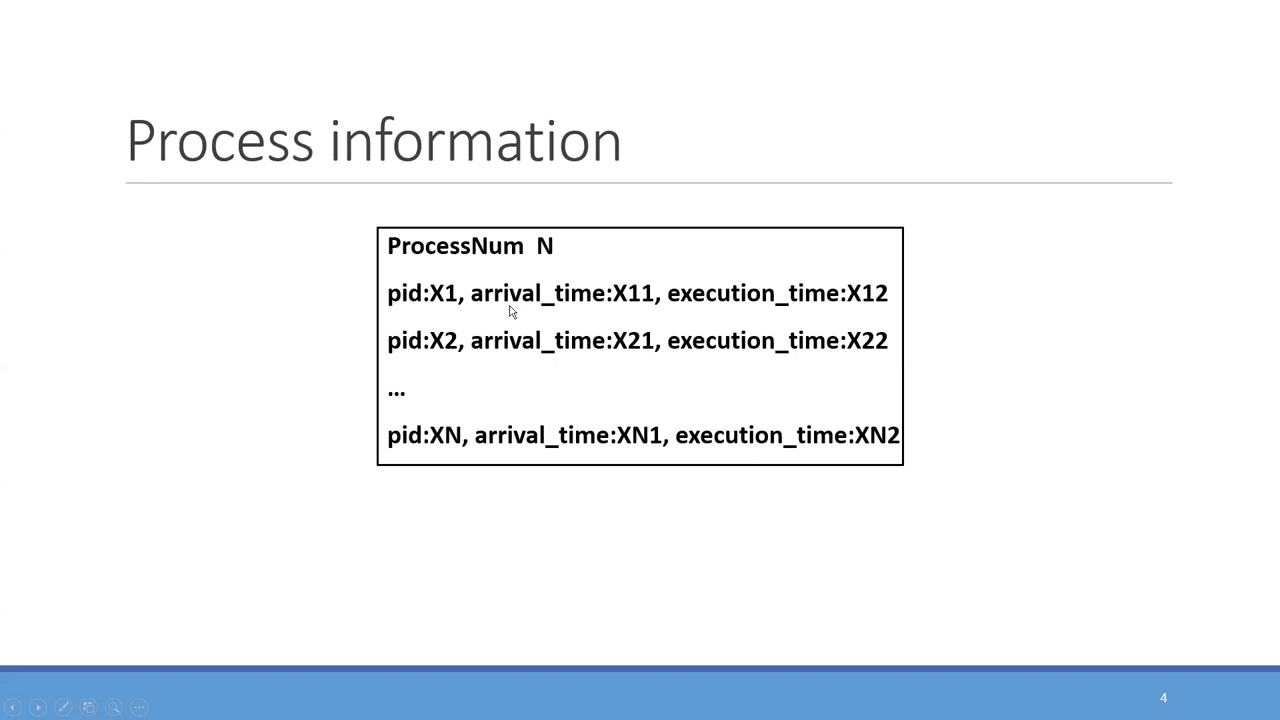 Process information
ProcessNum N
pid:X1, arrival_time:X11, execution_time:X12
pid:X2, arrival_time:X21, execution_time:X22
...
pid:XN, arrival_time:XN1, execution_time:XN2
4